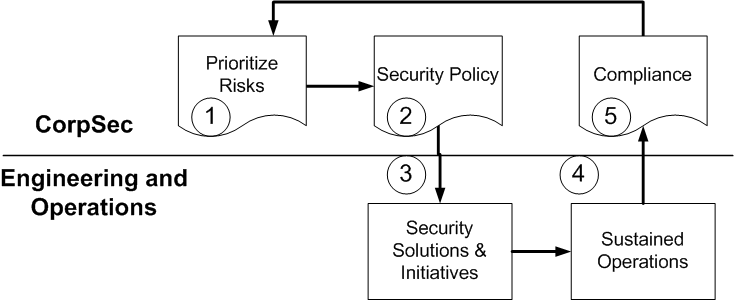 Prioritize
Risks
1
Security Policy
2
Compliance
5
CorpSec
Engineering and
Operations
3
4
Security
Solutions &
Initiatives
Sustained
Operations